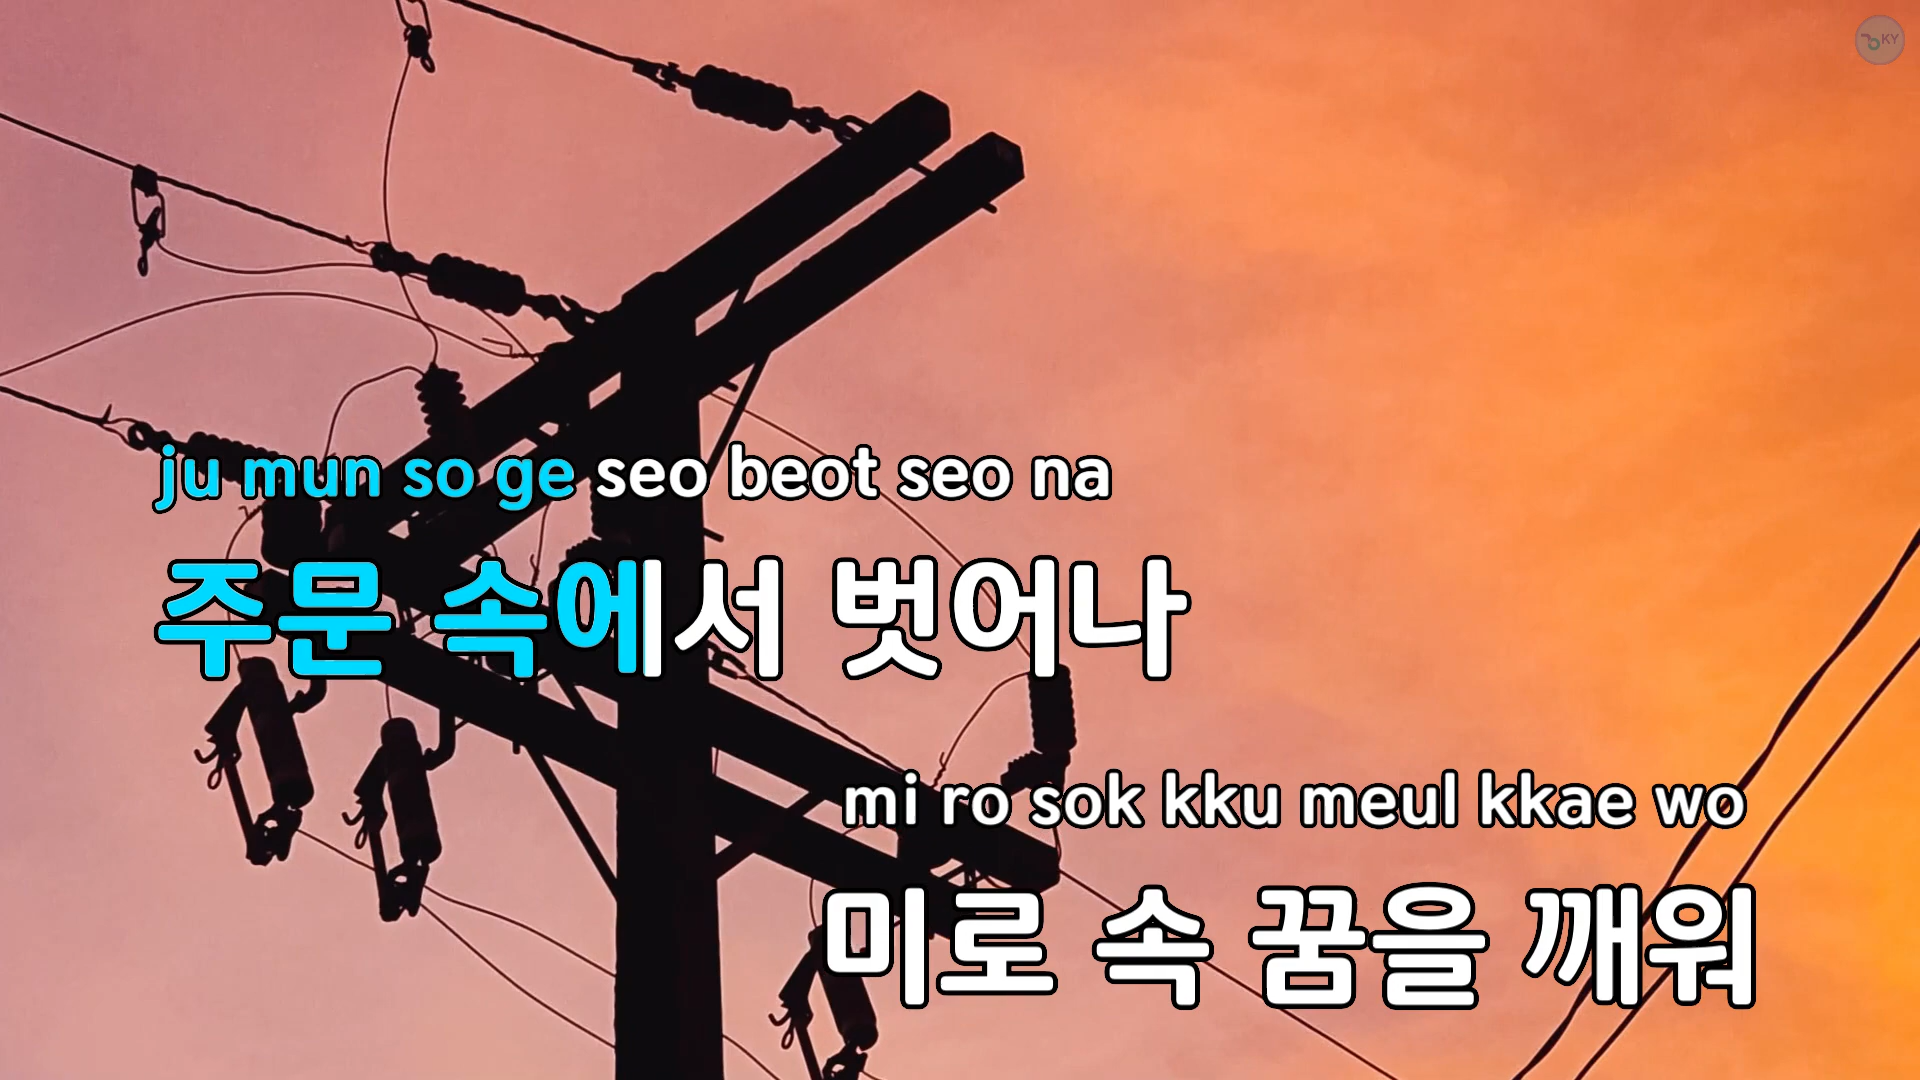 KY
ju mun so ge seo beot seo na
주문 속에서 벗어나
mi ro sok kku meul kkae wo
미로 속 꿈을 깨워